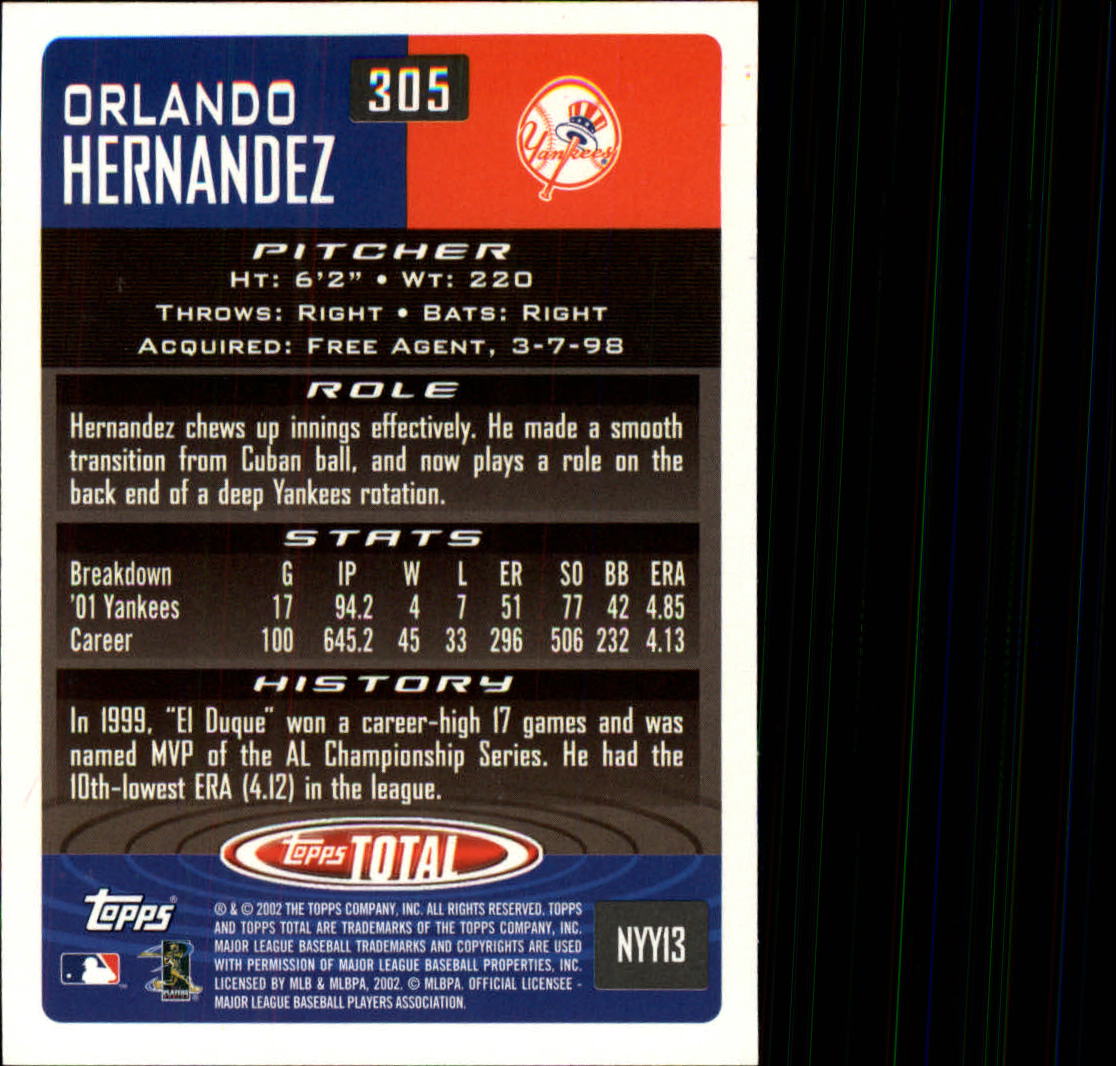 305
ORLANDO
HERNANDEZ
Yankees
PITCHER
HT: 6'2" • WT: 220
THROWS: RIGHT • BATS: RIGHT
ACQUIRED: FREE AGENT, 3-7-98
ROLE
Hernandez chews up innings effectively. He made a smooth
transition from Cuban ball, and now plays a role on the
back end of a deep Yankees rotation.
STATS
Breakdown G IP W L ER SO BB ERA
'01 Yankees 17 94.2 4 7 51 77 42 4.85
Career 100 645.2 45 33 296 506 232 4.13
HISTORY
In 1999, "El Duque" won a career-high 17 games and was
named MVP of the AL Championship Series. He had the
10th-lowest ERA (4.12) in the league.
Topps TOTAL
Topps®
® & © 2002 THE TOPPS COMPANY, INC. ALL RIGHTS RESERVED. TOPPS
AND TOPPS TOTAL ARE TRADEMARKS OF THE TOPPS COMPANY, INC.
MAJOR LEAGUE BASEBALL TRADEMARKS AND COPYRIGHTS ARE USED
WITH PERMISSION OF MAJOR LEAGUE BASEBALL PROPERTIES, INC.
LICENSED BY MLB & MLBPA, 2002. © MLBPA. OFFICIAL LICENSEE -
MAJOR LEAGUE BASEBALL PLAYERS ASSOCIATION.
PLAYERS
NYY13